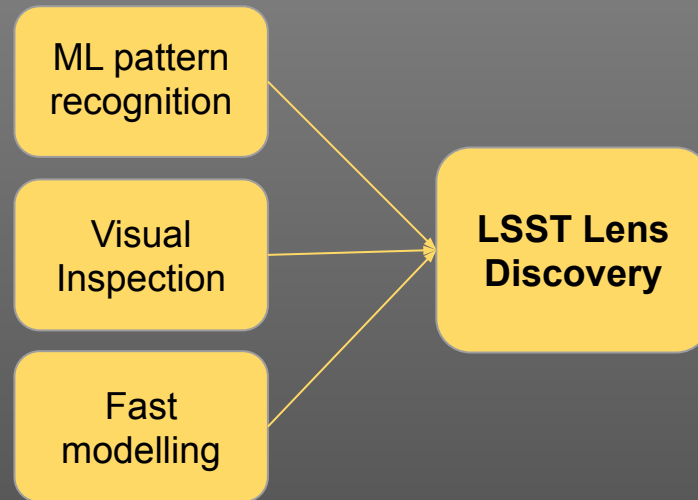 ML pattern
recognition
Visual
Inspection
Fast
modelling
LSST Lens
Discovery